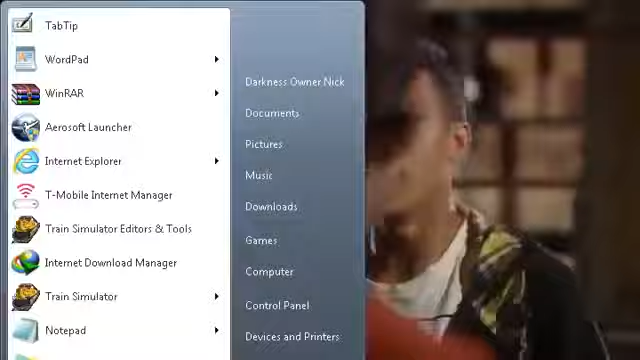 TabTip
WordPad
WinRAR
Aerosoft Launcher
Internet Explorer
T-Mobile Internet Manager
Train Simulator Editors & Tools
Internet Download Manager
Train Simulator
Notepad
Darkness Owner Nick
Documents
Pictures
Music
Downloads
Games
Computer
Control Panel
Devices and Printers